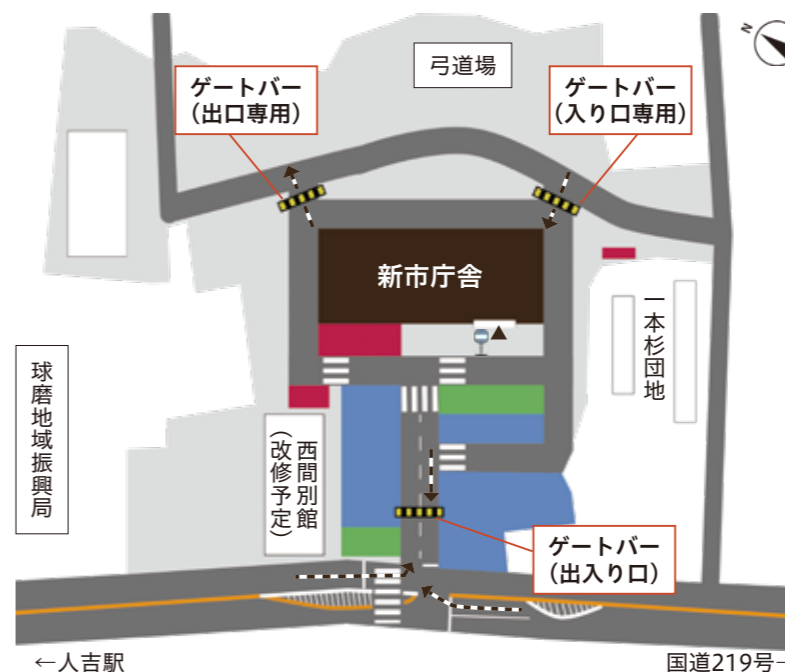 N
弓道場
ゲートバー
（出口専用）
ゲートバー
（入り口専用）
新市庁舎
一本杉団地
球磨地域振興局
西間別館
（改修予定）
ゲートバー
（出入り口）
←人吉駅
国道219号→